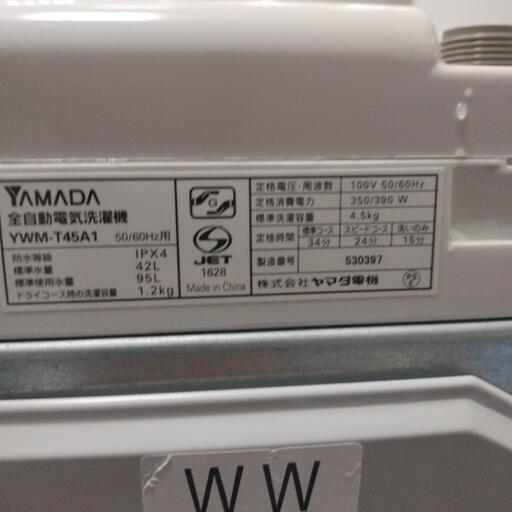 YAMADA
全自動電気洗濯機
YWM-T45A1 50/60Hz用
防水等級 IPX4
標準水量 42L
標準使用水量 95L
ドライコース時の洗濯容量 1.2kg
G
JET
1628
Made in China
定格電圧・周波数 100V 50/60Hz
定格消費電力 350/390 W
標準洗濯容量 4.5kg
定格時間 標準コース スピードコース 洗いのみ
34分 24分 15分
製造番号 530397
株式会社 ヤマダ電機
PS
E
W W